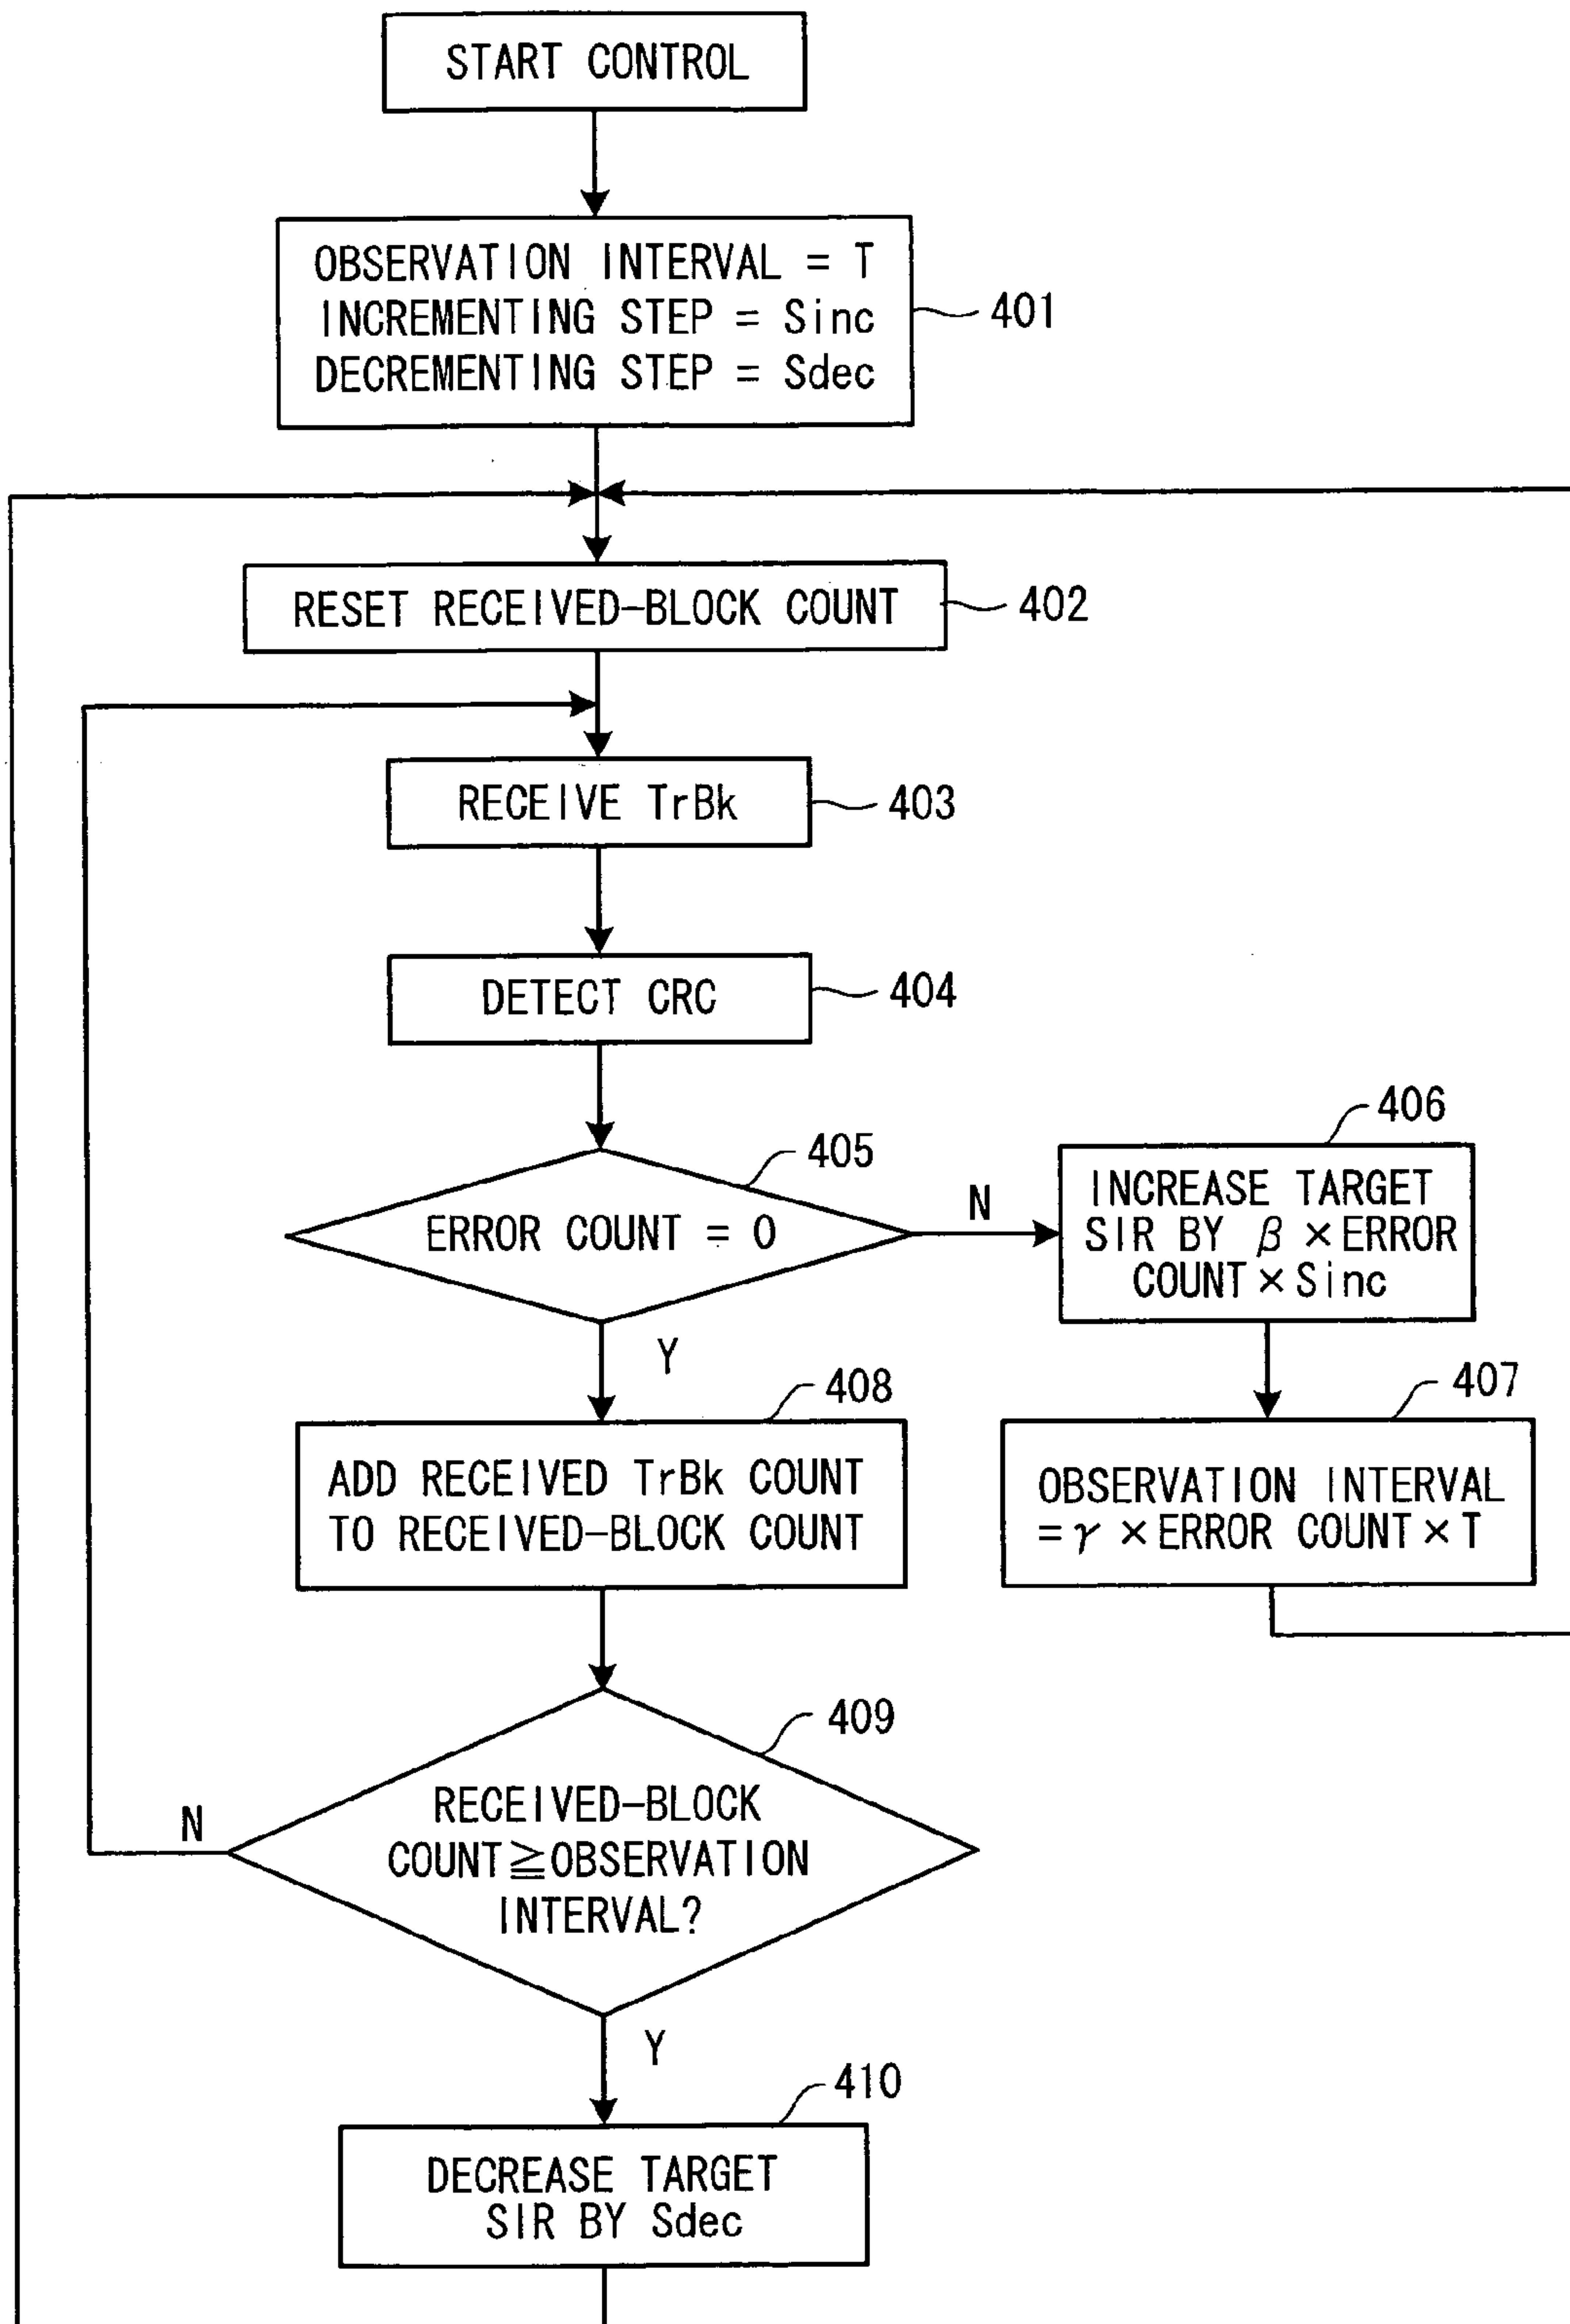 START CONTROL
OBSERVATION INTERVAL = T
INCREMENTING STEP = Sinc
DECREMENTING STEP = Sdec
401
RESET RECEIVED-BLOCK COUNT
402
RECEIVE TrBk
403
DETECT CRC
404
405
ERROR COUNT = 0
N
Y
406
INCREASE TARGET
SIR BY β ×ERROR
COUNT×Sinc
407
OBSERVATION INTERVAL
=γ ×ERROR COUNT×T
408
ADD RECEIVED TrBk COUNT
TO RECEIVED-BLOCK COUNT
409
RECEIVED-BLOCK
COUNT≧OBSERVATION
INTERVAL?
N
Y
410
DECREASE TARGET
SIR BY Sdec